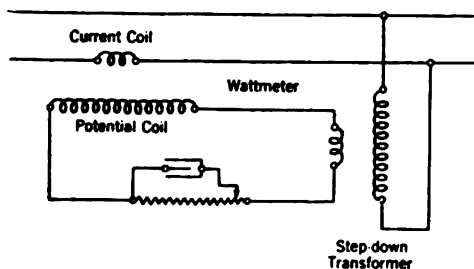 Current Coil
Wattmeter
Potential Coil
Step-down
Transformer